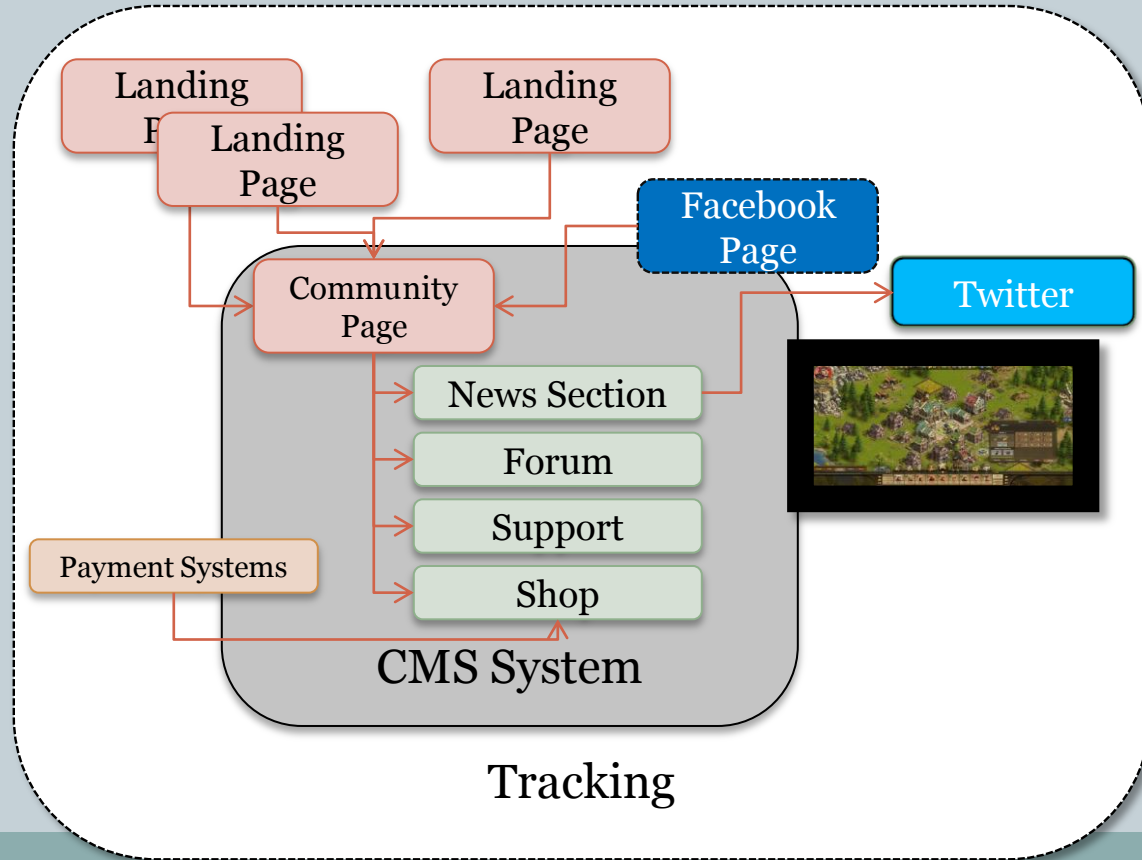 Landing
Landing
Page
Landing
Page
Facebook
Page
Twitter
Community
Page
News Section
Forum
Support
Shop
Payment Systems
CMS System
Tracking